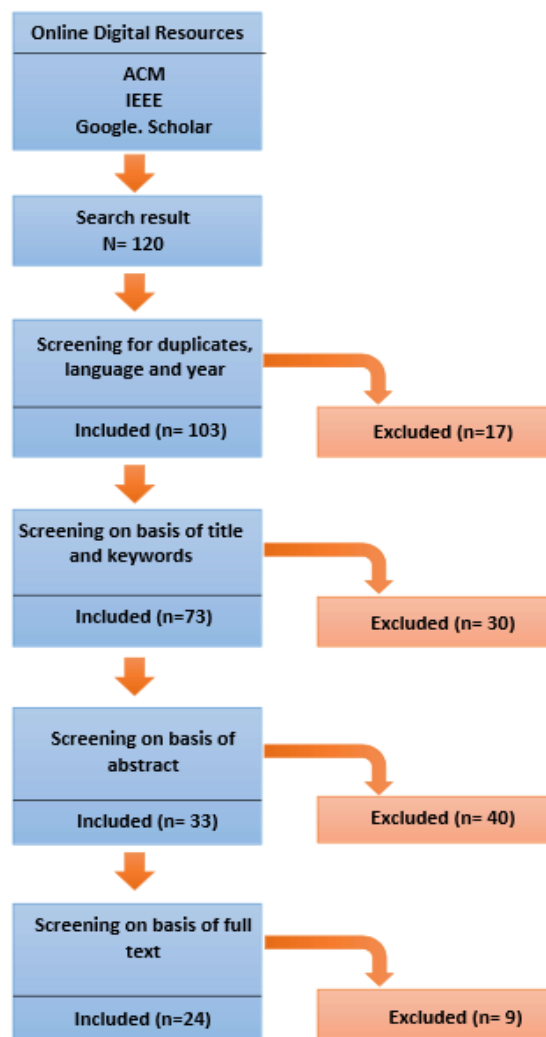 Online Digital Resources
ACM
IEEE
Google. Scholar
Search result
N= 120
Screening for duplicates,
language and year
Included (n= 103)
Excluded (n=17)
Screening on basis of title
and keywords
Included (n=73)
Excluded (n= 30)
Screening on basis of
abstract
Included (n= 33)
Excluded (n= 40)
Screening on basis of full
text
Included (n=24)
Excluded (n= 9)